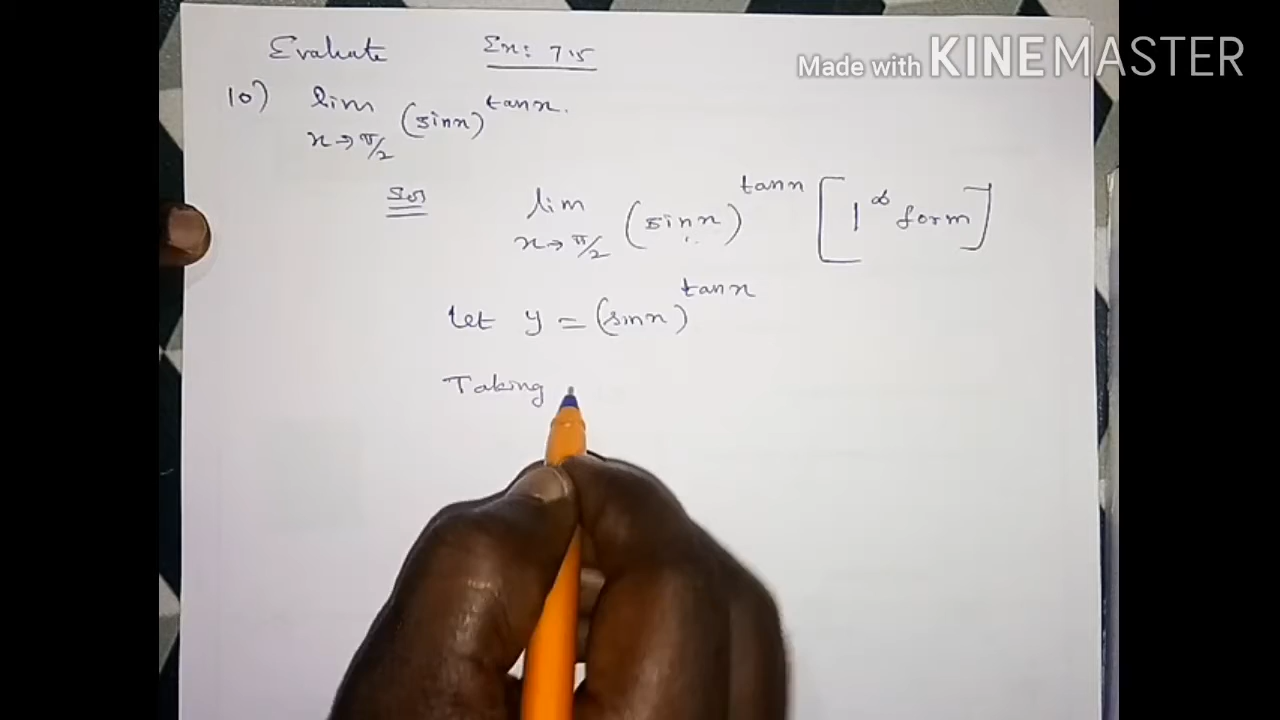 Made with KINEMASTER
Evaluate Ex: 7.5
10) lim x→π/2 (sinx)^tanx.
Sol lim x→π/2 (sinx)^tanx [1^∞ form]
Let y = (sinx)^tanx
Taking